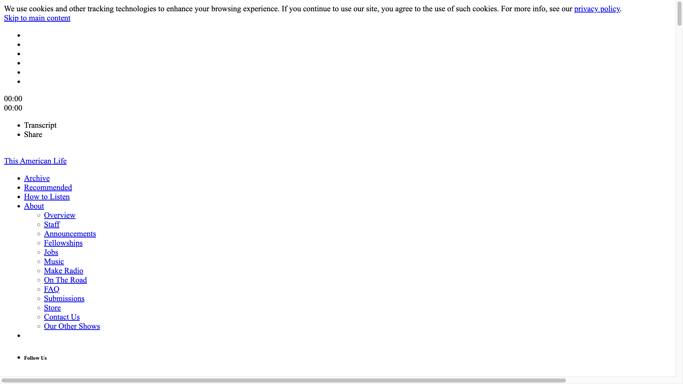 We use cookies and other tracking technologies to enhance your browsing experience. If you continue to use our site, you agree to the use of such cookies. For more info, see our privacy policy.
Skip to main content
00:00
00:00
Transcript
Share
This American Life
Archive
Recommended
How to Listen
About
Overview
Staff
Announcements
Fellowships
Jobs
Music
Make Radio
On The Road
FAQ
Submissions
Store
Contact Us
Our Other Shows
Follow Us